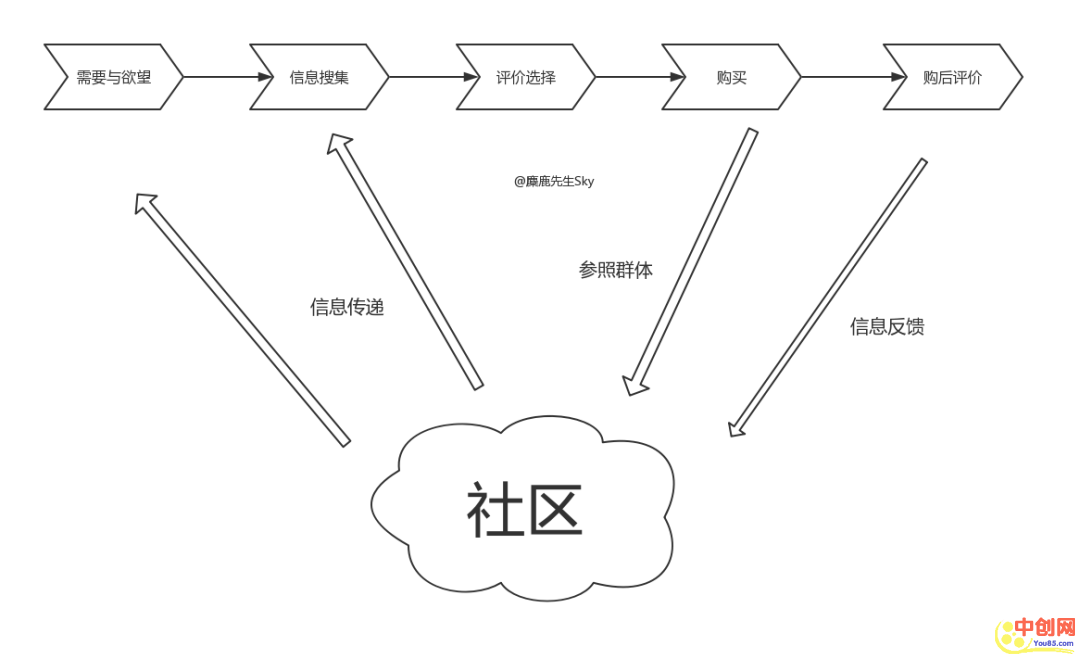 需要与欲望
信息搜集
评价选择
购买
购后评价
@麋鹿先生Sky
参照群体
信息传递
信息反馈
社区
中创网
You85.com